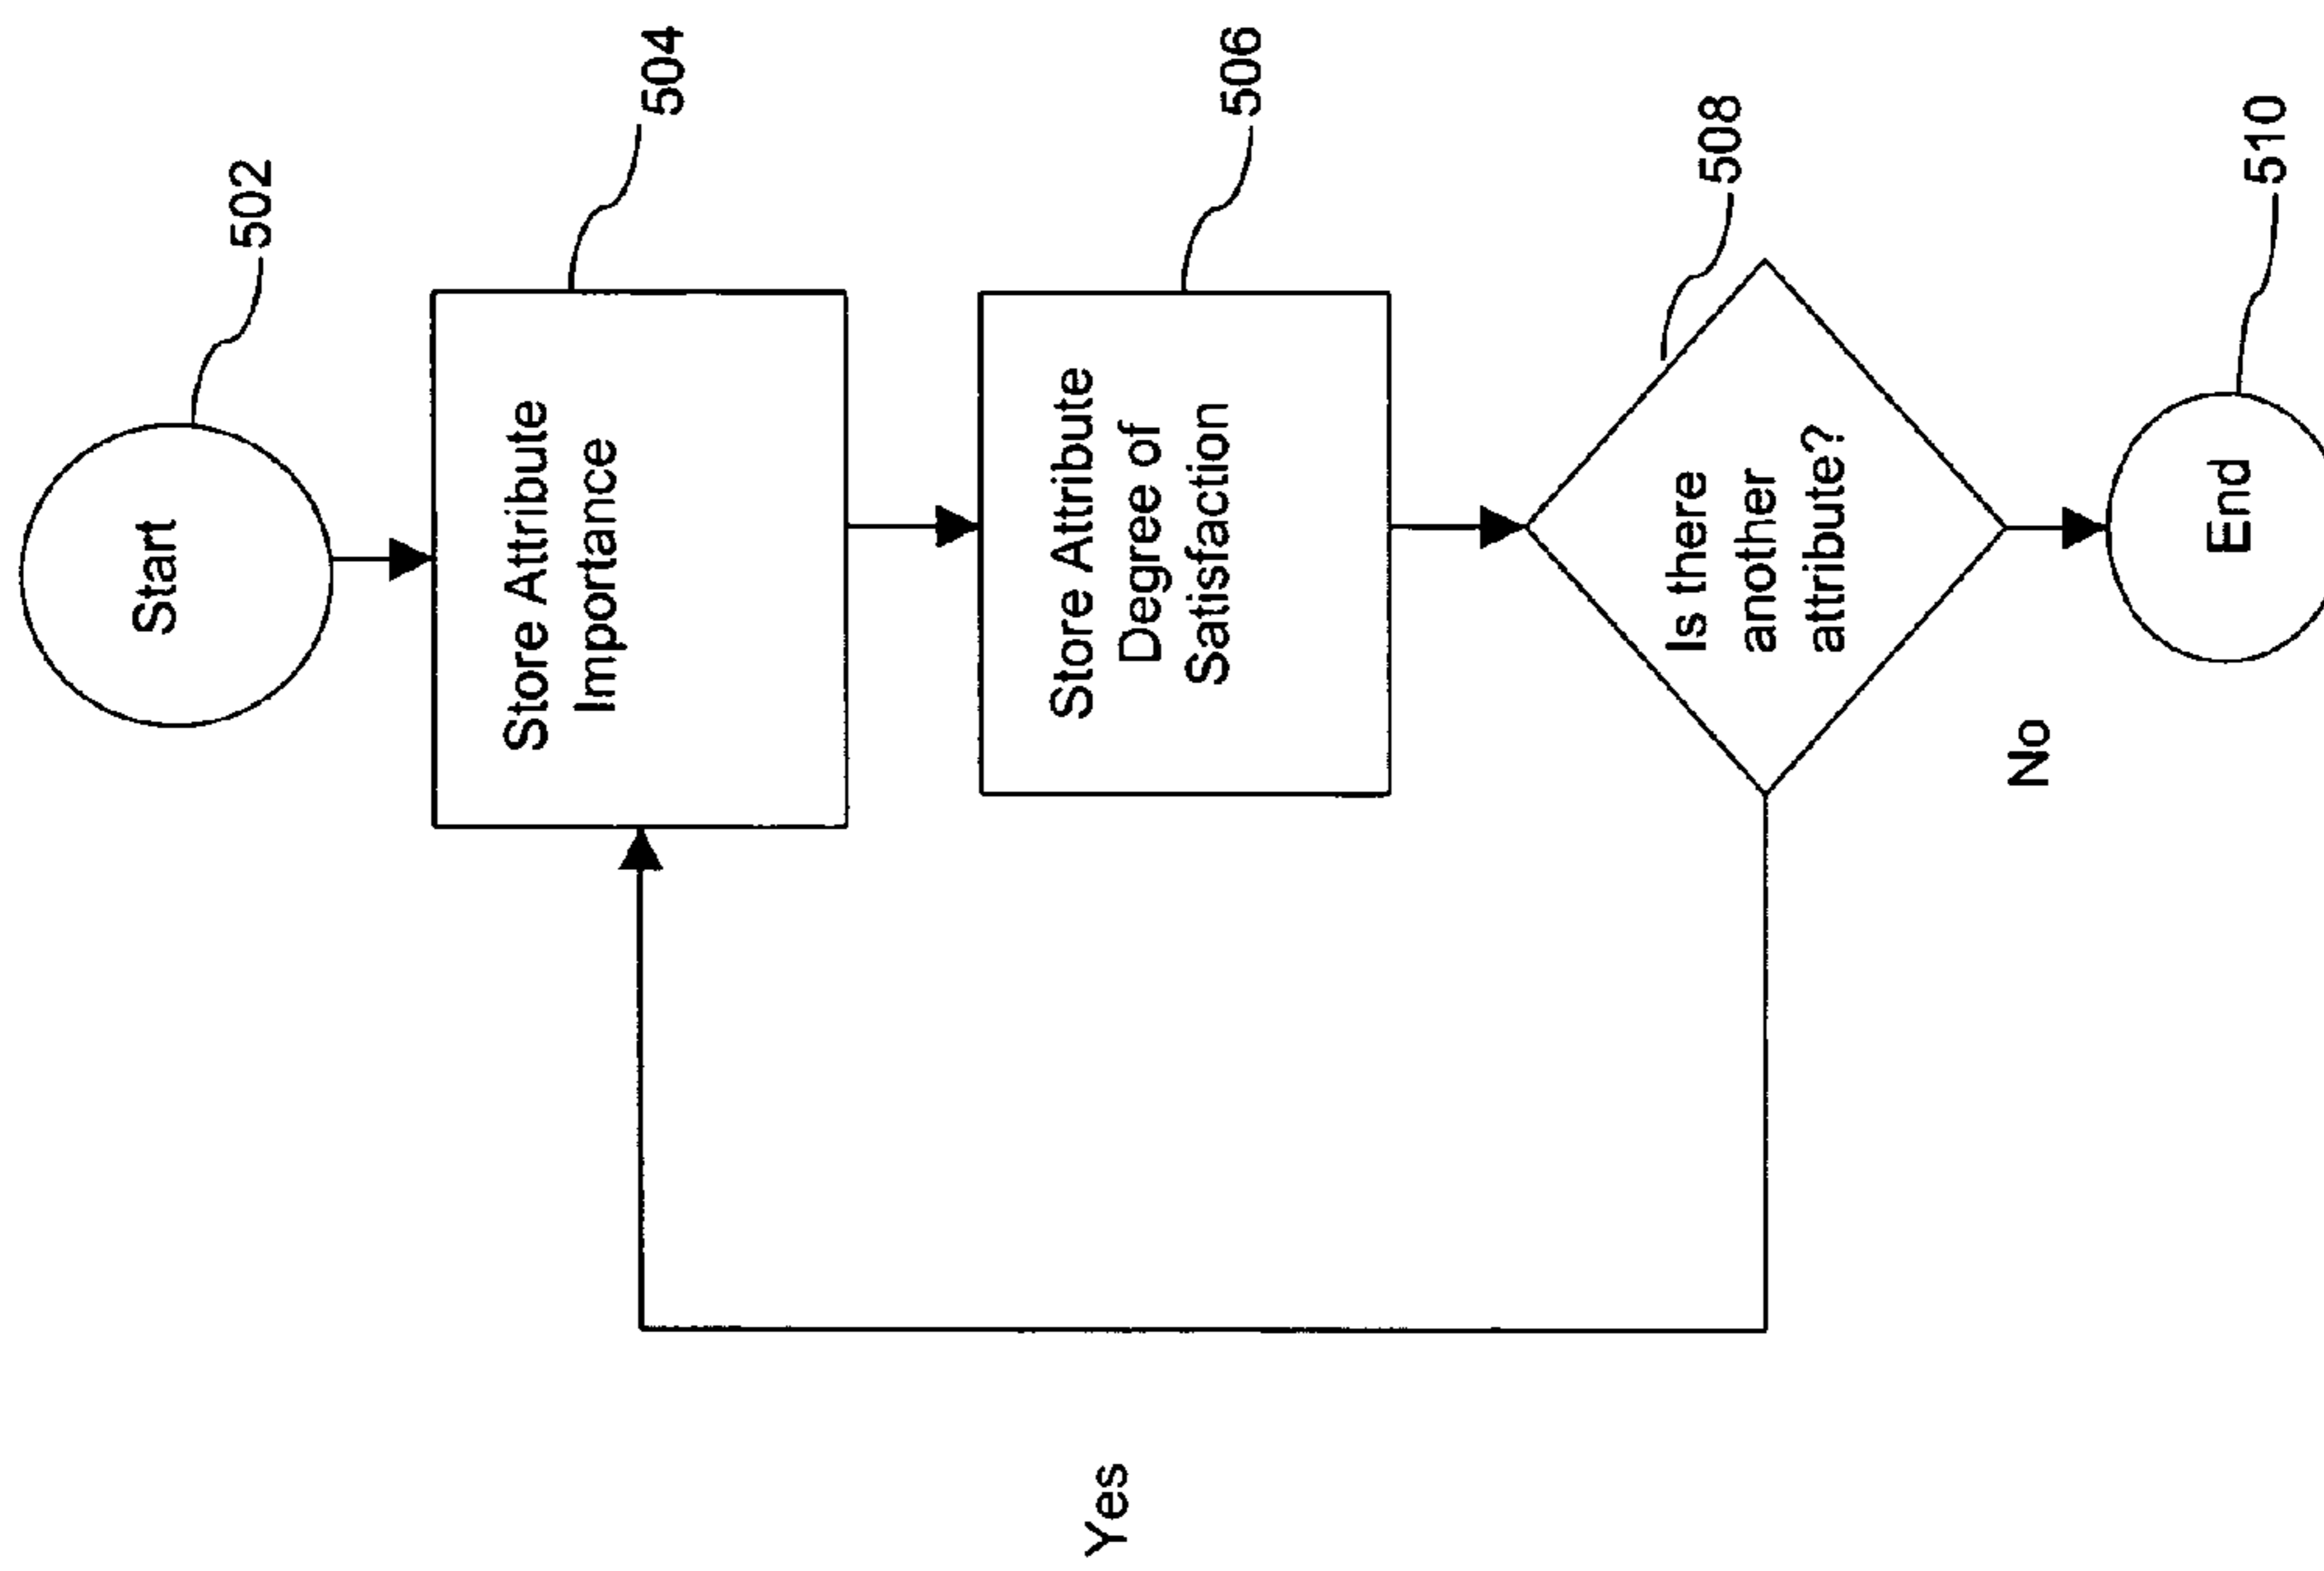 Start
502
Store Attribute
Importance
504
Store Attribute
Degree of
Satisfaction
506
Is there
another
attribute?
508
Yes
No
End
510